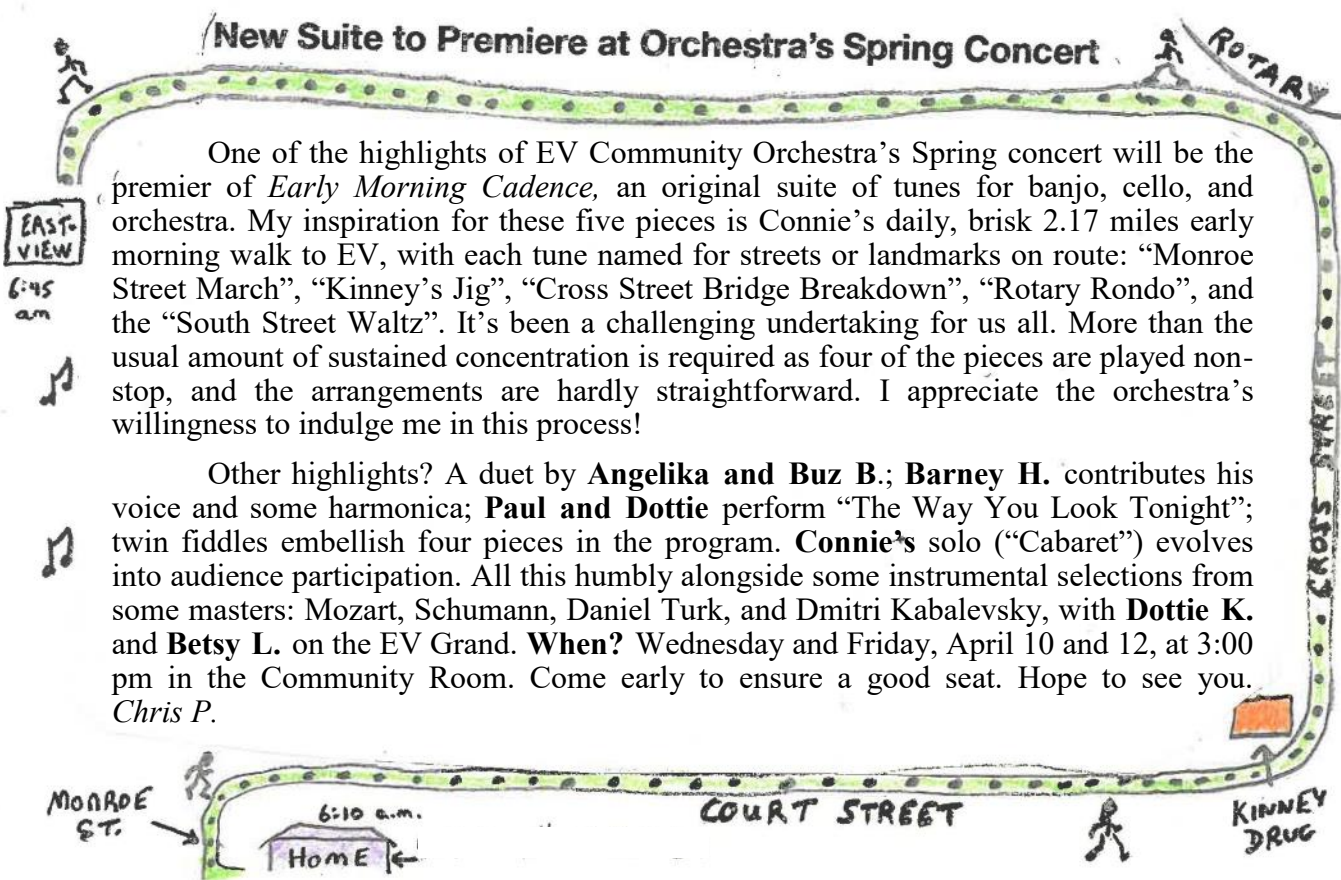 New Suite to Premiere at Orchestra's Spring Concert
ROTARY
One of the highlights of EV Community Orchestra’s Spring concert will be the
premier of Early Morning Cadence, an original suite of tunes for banjo, cello, and
orchestra. My inspiration for these five pieces is Connie’s daily, brisk 2.17 miles early
morning walk to EV, with each tune named for streets or landmarks on route: “Monroe
Street March”, “Kinney’s Jig”, “Cross Street Bridge Breakdown”, “Rotary Rondo”, and
the “South Street Waltz”. It’s been a challenging undertaking for us all. More than the
usual amount of sustained concentration is required as four of the pieces are played non-
stop, and the arrangements are hardly straightforward. I appreciate the orchestra’s
willingness to indulge me in this process!
EAST-
VIEW
6:45
am
Other highlights? A duet by Angelika and Buz B.; Barney H. contributes his
voice and some harmonica; Paul and Dottie perform “The Way You Look Tonight”;
twin fiddles embellish four pieces in the program. Connie’s solo (“Cabaret”) evolves
into audience participation. All this humbly alongside some instrumental selections from
some masters: Mozart, Schumann, Daniel Turk, and Dmitri Kabalevsky, with Dottie K.
and Betsy L. on the EV Grand. When? Wednesday and Friday, April 10 and 12, at 3:00
pm in the Community Room. Come early to ensure a good seat. Hope to see you.
Chris P.
CROSS STREET
MONROE
ST.
6:10 a.m.
HOME
COURT STREET
KINNEY
DRUG